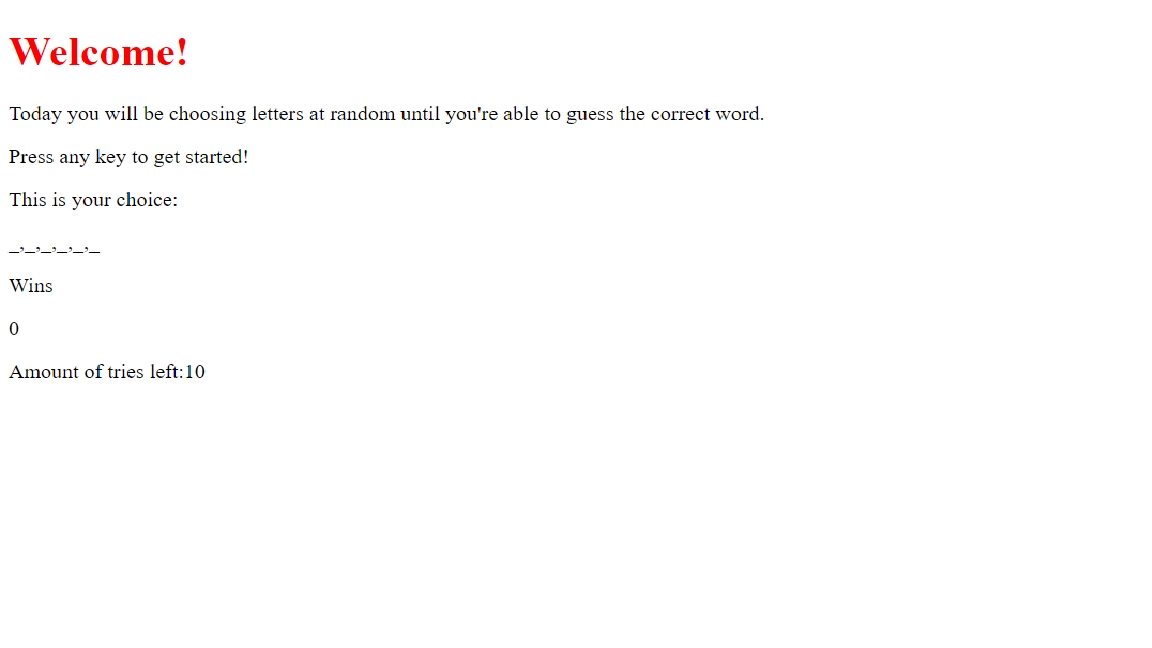 Welcome!
Today you will be choosing letters at random until you're able to guess the correct word.
Press any key to get started!
This is your choice:
_,_,_,_,_,_
Wins
0
Amount of tries left:10